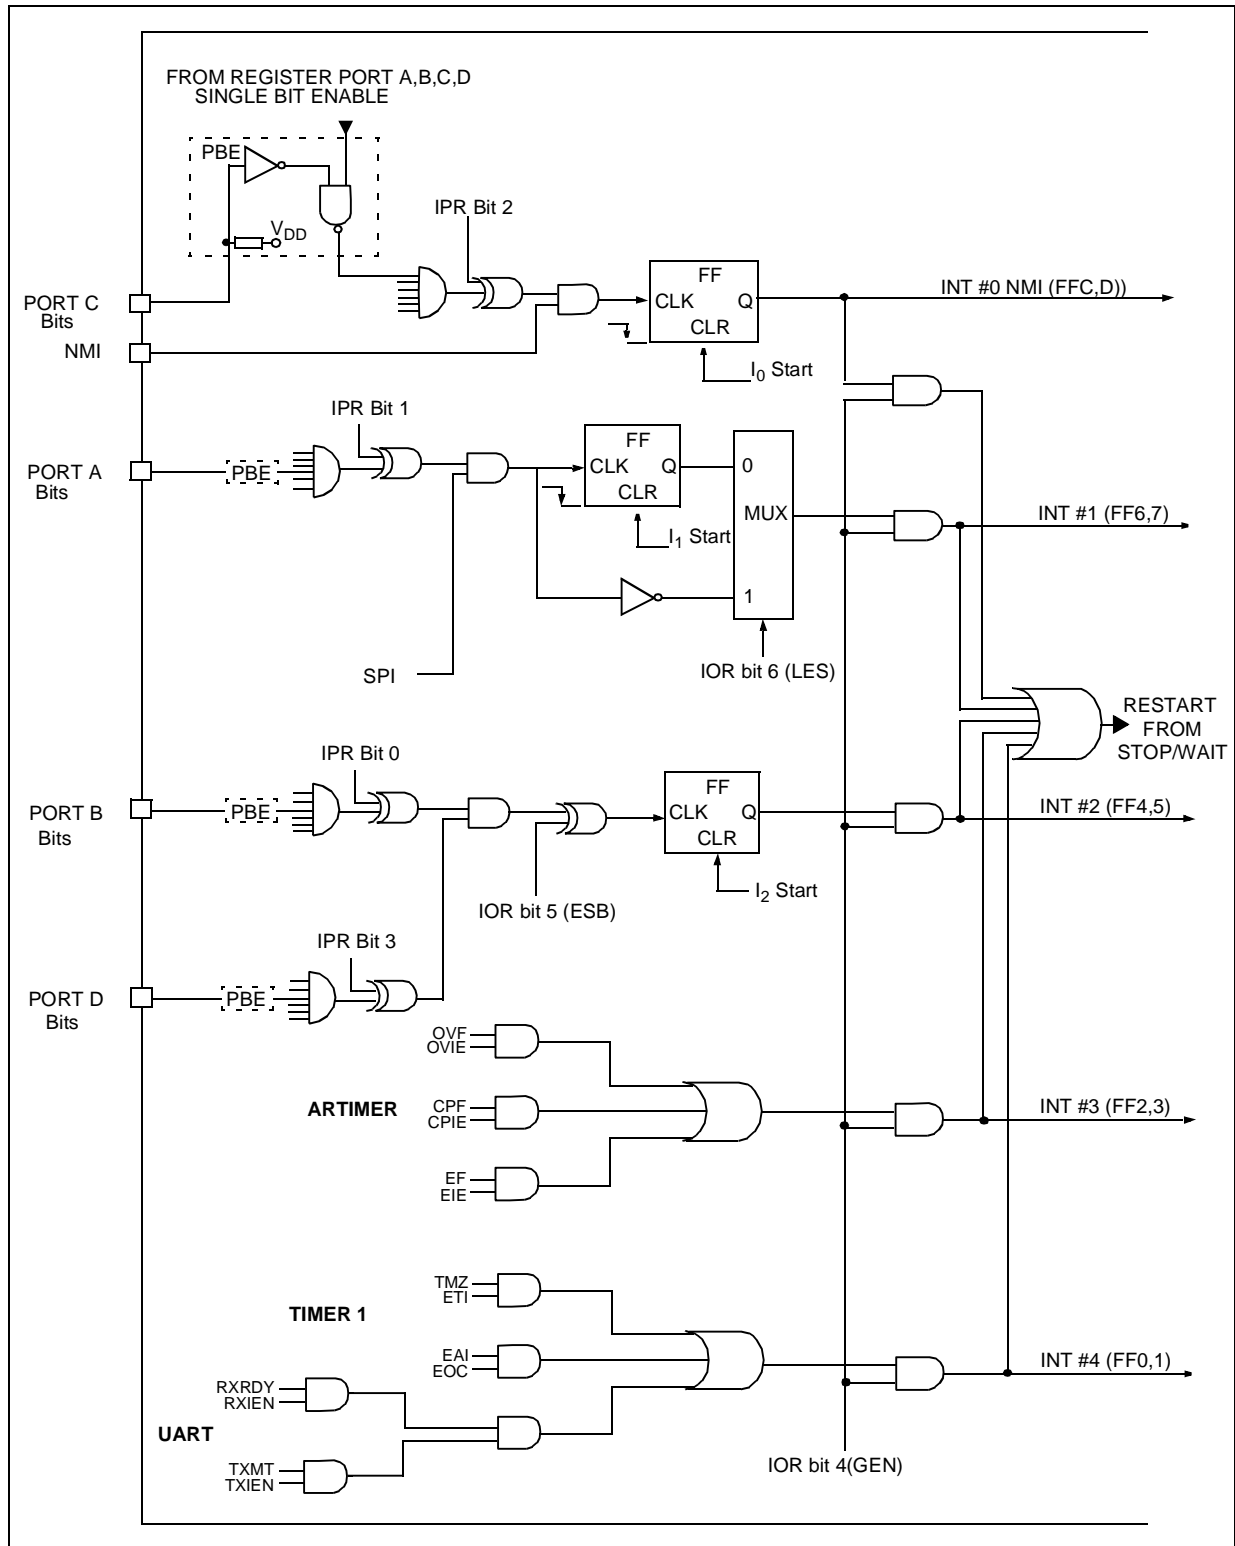 FROM REGISTER PORT A,B,C,D
SINGLE BIT ENABLE
PBE
VDD
IPR Bit 2
PORT C
Bits
FF
CLK
Q
CLR
INT #0 NMI (FFC,D))
NMI
I0 Start
IPR Bit 1
PORT A
Bits
PBE
FF
CLK
Q
CLR
I1 Start
0
MUX
1
INT #1 (FF6,7)
SPI
IOR bit 6 (LES)
RESTART
FROM
STOP/WAIT
IPR Bit 0
PORT B
Bits
PBE
FF
CLK
Q
CLR
INT #2 (FF4,5)
I2 Start
IOR bit 5 (ESB)
IPR Bit 3
PORT D
Bits
PBE
OVF
OVIE
ARTIMER
CPF
CPIE
INT #3 (FF2,3)
EF
EIE
TMZ
ETI
TIMER 1
EAI
EOC
INT #4 (FF0,1)
RXRDY
RXIEN
UART
TXMT
TXIEN
IOR bit 4(GEN)